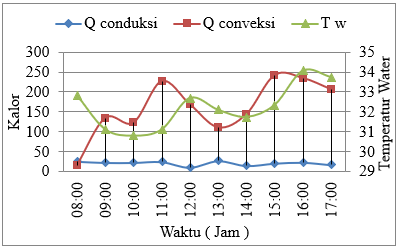 Q conduksi Q conveksi T w
300 35
250 34
200 33
150 32
100 31
50 30
0 29
Kalor
Temperatur Water
08:00 09:00 10:00 11:00 12:00 13:00 14:00 15:00 16:00 17:00
Waktu ( Jam )